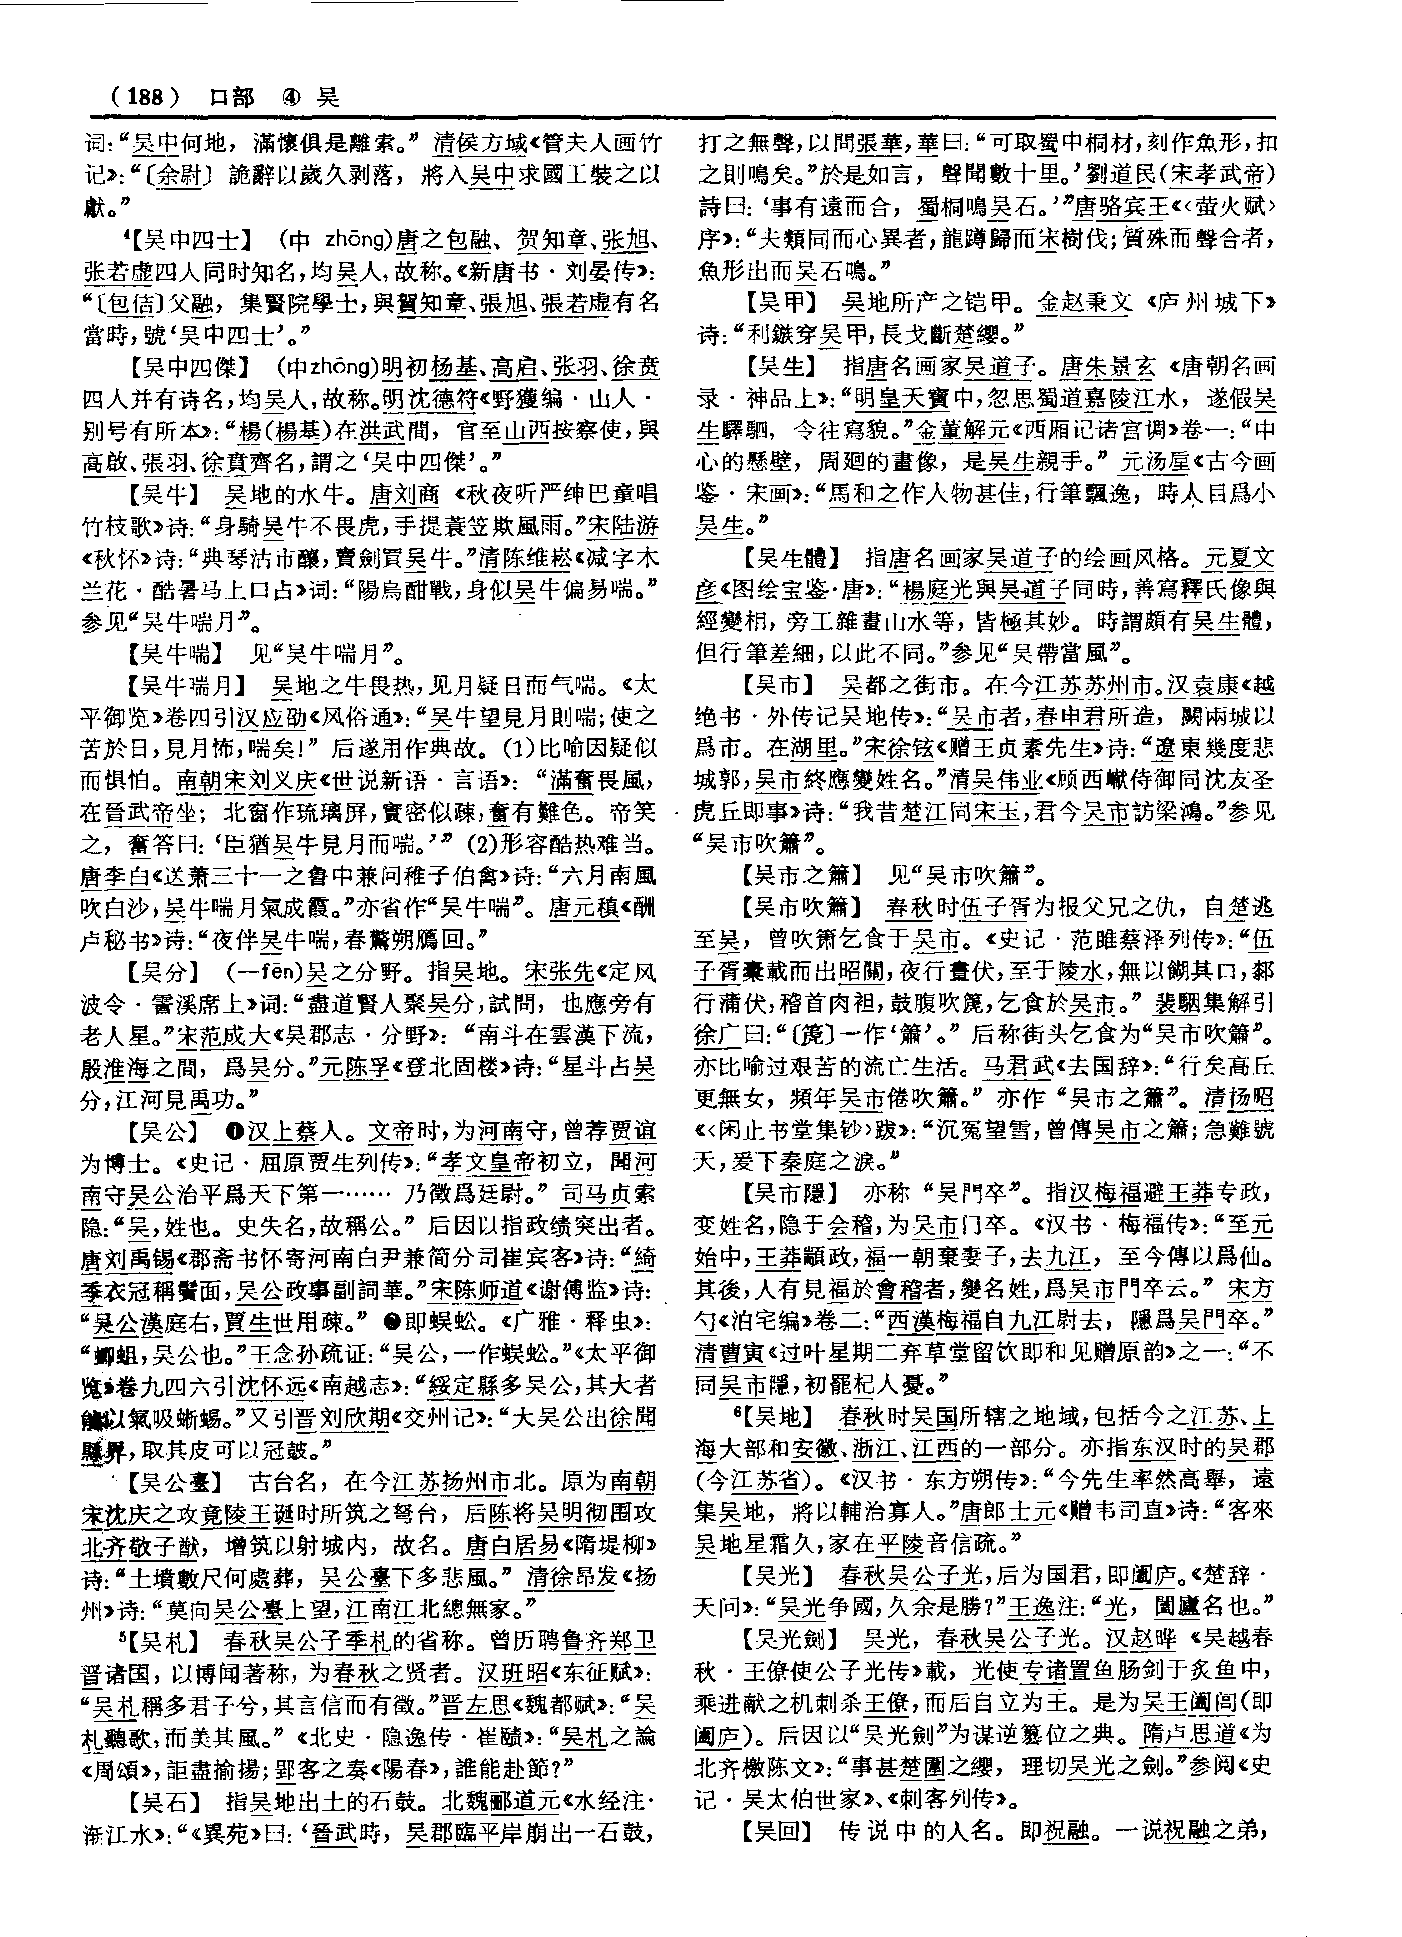 (188) 口部 ④ 吴
词:“吴中何地，滿懷俱是離索。” 清侯方域《管夫人画竹
记》:“〔余尉〕詭辭以歲久剥落，將入吴中求國工裝之以
獻。”
⁴【吴中四士】 (中 zhōng)唐之包融、贺知章、张旭、
张若虚四人同时知名,均吴人,故称。《新唐书·刘晏传》:
“〔包佶〕父融，集賢院學士,與賀知章、張旭、張若虚有名
當時,號‘吴中四士’。”
【吴中四傑】 (中zhōng)明初杨基、高启、张羽、徐贲
四人并有诗名,均吴人,故称。明沈德符《野獲编·山人·
别号有所本》:“楊(楊基)在洪武間，官至山西按察使,與
高啟、張羽、徐賁齊名,謂之‘吴中四傑’。”
【吴牛】 吴地的水牛。唐刘商《秋夜听严绅巴童唱
竹枝歌》诗:“身騎吴牛不畏虎,手提蓑笠欺風雨。”宋陆游
《秋怀》诗:“典琴沽市釀,賣劍買吴牛。”清陈维崧《减字木
兰花·酷暑马上口占》词:“陽烏酣戰,身似吴牛偏易喘。”
参见“吴牛喘月”。
【吴牛喘】 见“吴牛喘月”。
【吴牛喘月】 吴地之牛畏热,见月疑日而气喘。《太
平御览》卷四引汉应劭《风俗通》:“吴牛望見月則喘;使之
苦於日,見月怖,喘矣!” 后遂用作典故。(1)比喻因疑似
而惧怕。南朝宋刘义庆《世说新语·言语》: “滿奮畏風,
在晉武帝坐; 北窗作琉璃屏,實密似疎,奮有難色。帝笑
之，奮答曰:‘臣猶吴牛見月而喘。’” (2)形容酷热难当。
唐李白《送萧三十一之鲁中兼问稚子伯禽》诗:“六月南風
吹白沙,吴牛喘月氣成霞。”亦省作“吴牛喘”。唐元稹《酬
卢秘书》诗:“夜伴吴牛喘,春驚朔鴈回。”
【吴分】 (—fēn)吴之分野。指吴地。宋张先《定风
波令·霅溪席上》词:“盡道賢人聚吴分,試問，也應旁有
老人星。”宋范成大《吴郡志·分野》: “南斗在雲漢下流,
殷淮海之間，爲吴分。”元陈孚《登北固楼》诗:“星斗占吴
分,江河見禹功。”
【吴公】 ❶汉上蔡人。文帝时,为河南守,曾荐贾谊
为博士。《史记·屈原贾生列传》:“孝文皇帝初立，聞河
南守吴公治平爲天下第一……乃徵爲廷尉。” 司马贞索
隐:“吴,姓也。史失名,故稱公。” 后因以指政绩突出者。
唐刘禹锡《郡斋书怀寄河南白尹兼简分司崔宾客》诗:“綺
季衣冠稱鬢面,吴公政事副詞華。”宋陈师道《谢傅监》诗:
“吴公漢庭右,賈生世用疎。” ❷即蜈蚣。《广雅·释虫》:
“蝍蛆,吴公也。”王念孙疏证:“吴公,一作蜈蚣。”《太平御
览》卷九四六引沈怀远《南越志》:“綏定縣多吴公,其大者
能以氣吸蜥蜴。”又引晋刘欣期《交州记》:“大吴公出徐聞
縣界,取其皮可以冠鼓。”
【吴公臺】 古台名，在今江苏扬州市北。原为南朝
宋沈庆之攻竟陵王诞时所筑之弩台，后陈将吴明彻围攻
北齐敬子猷，增筑以射城内，故名。唐白居易《隋堤柳》
诗:“土墳數尺何處葬，吴公臺下多悲風。” 清徐昂发《扬
州》诗:“莫向吴公臺上望,江南江北總無家。”
⁵【吴札】 春秋吴公子季札的省称。曾历聘鲁齐郑卫
晋诸国，以博闻著称，为春秋之贤者。汉班昭《东征赋》:
“吴札稱多君子兮,其言信而有徵。”晋左思《魏都赋》:“吴
札聽歌,而美其風。” 《北史·隐逸传·崔赜》:“吴札之論
《周頌》,詎盡揄揚;郢客之奏《陽春》,誰能赴節?”
【吴石】 指吴地出土的石鼓。北魏郦道元《水经注·
渐江水》:“《異苑》曰:‘晉武時，吴郡臨平岸崩出一石鼓,
打之無聲,以問張華,華曰:“可取蜀中桐材,刻作魚形,扣
之則鳴矣。”於是如言，聲聞數十里。’劉道民(宋孝武帝)
詩曰:‘事有遠而合，蜀桐鳴吴石。’”唐骆宾王《〈萤火赋〉
序》:“夫類同而心異者,龍蹲歸而宋樹伐;質殊而聲合者,
魚形出而吴石鳴。”
【吴甲】 吴地所产之铠甲。金赵秉文《庐州城下》
诗:“利鏃穿吴甲,長戈斷楚纓。”
【吴生】 指唐名画家吴道子。唐朱景玄《唐朝名画
录·神品上》:“明皇天寶中,忽思蜀道嘉陵江水，遂假吴
生驛駟，令往寫貌。”金董解元《西厢记诸宫调》卷一:“中
心的懸壁，周廻的畫像，是吴生親手。” 元汤垕《古今画
鉴·宋画》:“馬和之作人物甚佳,行筆飄逸，時人目爲小
吴生。”
【吴生體】 指唐名画家吴道子的绘画风格。元夏文
彦《图绘宝鉴·唐》:“楊庭光與吴道子同時,善寫釋氏像與
經變相，旁工雜畫山水等，皆極其妙。時謂頗有吴生體,
但行筆差細,以此不同。”参见“吴帶當風”。
【吴市】 吴都之街市。在今江苏苏州市。汉袁康《越
绝书·外传记吴地传》:“吴市者,春申君所造，闕兩城以
爲市。在湖里。”宋徐铉《赠王贞素先生》诗:“遼東幾度悲
城郭,吴市終應變姓名。”清吴伟业《顾西巘侍御同沈友圣
虎丘即事》诗:“我昔楚江同宋玉,君今吴市訪梁鴻。”参见
“吴市吹簫”。
【吴市之簫】 见“吴市吹簫”。
【吴市吹簫】 春秋时伍子胥为报父兄之仇，自楚逃
至吴，曾吹箫乞食于吴市。《史记·范雎蔡泽列传》:“伍
子胥橐載而出昭關,夜行晝伏,至于陵水,無以餬其口,厀
行蒲伏,稽首肉袒,鼓腹吹篪,乞食於吴市。” 裴駰集解引
徐广曰:“〔篪〕一作‘簫’。” 后称街头乞食为“吴市吹簫”。
亦比喻过艰苦的流亡生活。马君武《去国辞》:“行矣高丘
更無女，頻年吴市倦吹簫。” 亦作“吴市之簫”。清杨昭
《〈闲止书堂集钞〉跋》:“沉冤望雪,曾傳吴市之簫;急難號
天,爰下秦庭之淚。”
【吴市隱】 亦称“吴門卒”。指汉梅福避王莽专政,
变姓名,隐于会稽,为吴市门卒。《汉书·梅福传》:“至元
始中,王莽顓政,福一朝棄妻子,去九江，至今傳以爲仙。
其後,人有見福於會稽者,變名姓,爲吴市門卒云。” 宋方
勺《泊宅编》卷二:“西漢梅福自九江尉去，隱爲吴門卒。”
清曹寅《过叶星期二弃草堂留饮即和见赠原韵》之一:“不
同吴市隱,初罷杞人憂。”
⁶【吴地】 春秋时吴国所辖之地域,包括今之江苏、上
海大部和安徽、浙江、江西的一部分。亦指东汉时的吴郡
(今江苏省)。《汉书·东方朔传》:“今先生率然高舉，遠
集吴地，將以輔治寡人。”唐郎士元《赠韦司直》诗:“客來
吴地星霜久,家在平陵音信疏。”
【吴光】 春秋吴公子光,后为国君,即阖庐。《楚辞·
天问》:“吴光争國,久余是勝?”王逸注:“光，闔廬名也。”
【吴光劍】 吴光，春秋吴公子光。汉赵晔《吴越春
秋·王僚使公子光传》載，光使专诸置鱼肠剑于炙鱼中,
乘进献之机刺杀王僚,而后自立为王。是为吴王阖闾(即
阖庐)。后因以“吴光劍”为谋逆篡位之典。隋卢思道《为
北齐檄陈文》:“事甚楚圍之纓，理切吴光之劍。”参阅《史
记·吴太伯世家》、《刺客列传》。
【吴回】 传说中的人名。即祝融。一说祝融之弟,